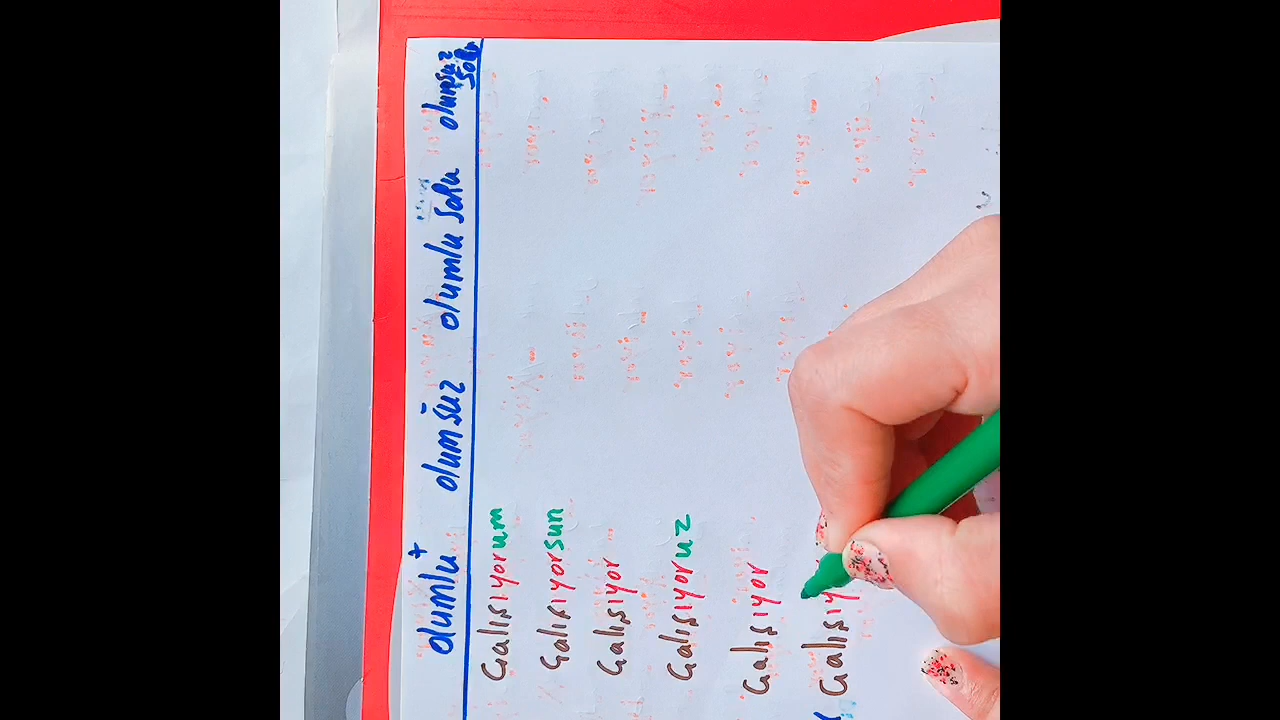 olumlu + olumsuz - olumlu soru olumsuz soru
Çalışıyorum
Çalışıyorsun
Çalışıyor
Çalışıyoruz
Çalışıyor
Çalışıy